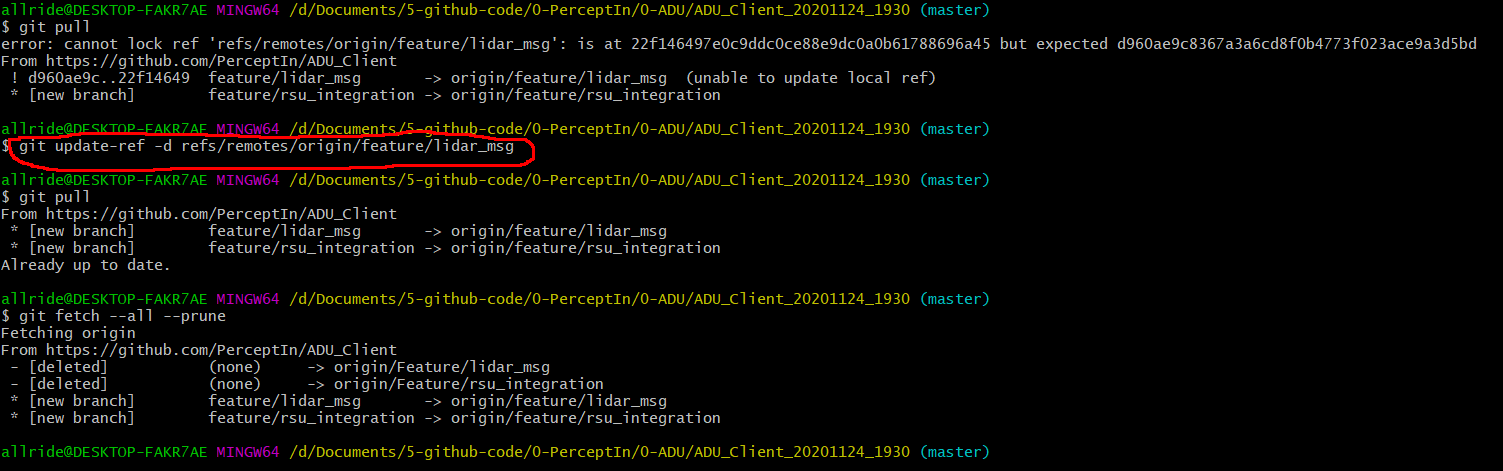 allride@DESKTOP-FAKR7AE MINGW64 /d/Documents/5-github-code/0-PerceptIn/0-ADU/ADU_Client_20201124_1930 (master)
$ git pull
error: cannot lock ref 'refs/remotes/origin/feature/lidar_msg': is at 22f146497e0c9ddc0ce88e9dc0a0b61788696a45 but expected d960ae9c8367a3a6cd8f0b4773f023ace9a3d5bd
From https://github.com/PerceptIn/ADU_Client
 ! d960ae9c..22f14649  feature/lidar_msg       -> origin/feature/lidar_msg  (unable to update local ref)
 * [new branch]        feature/rsu_integration -> origin/feature/rsu_integration
allride@DESKTOP-FAKR7AE MINGW64 /d/Documents/5-github-code/0-PerceptIn/0-ADU/ADU_Client_20201124_1930 (master)
$ git update-ref -d refs/remotes/origin/feature/lidar_msg
allride@DESKTOP-FAKR7AE MINGW64 /d/Documents/5-github-code/0-PerceptIn/0-ADU/ADU_Client_20201124_1930 (master)
$ git pull
From https://github.com/PerceptIn/ADU_Client
 * [new branch]        feature/lidar_msg       -> origin/feature/lidar_msg
 * [new branch]        feature/rsu_integration -> origin/feature/rsu_integration
Already up to date.
allride@DESKTOP-FAKR7AE MINGW64 /d/Documents/5-github-code/0-PerceptIn/0-ADU/ADU_Client_20201124_1930 (master)
$ git fetch --all --prune
Fetching origin
From https://github.com/PerceptIn/ADU_Client
 - [deleted]           (none)     -> origin/Feature/lidar_msg
 - [deleted]           (none)     -> origin/Feature/rsu_integration
 * [new branch]        feature/lidar_msg       -> origin/feature/lidar_msg
 * [new branch]        feature/rsu_integration -> origin/feature/rsu_integration
allride@DESKTOP-FAKR7AE MINGW64 /d/Documents/5-github-code/0-PerceptIn/0-ADU/ADU_Client_20201124_1930 (master)